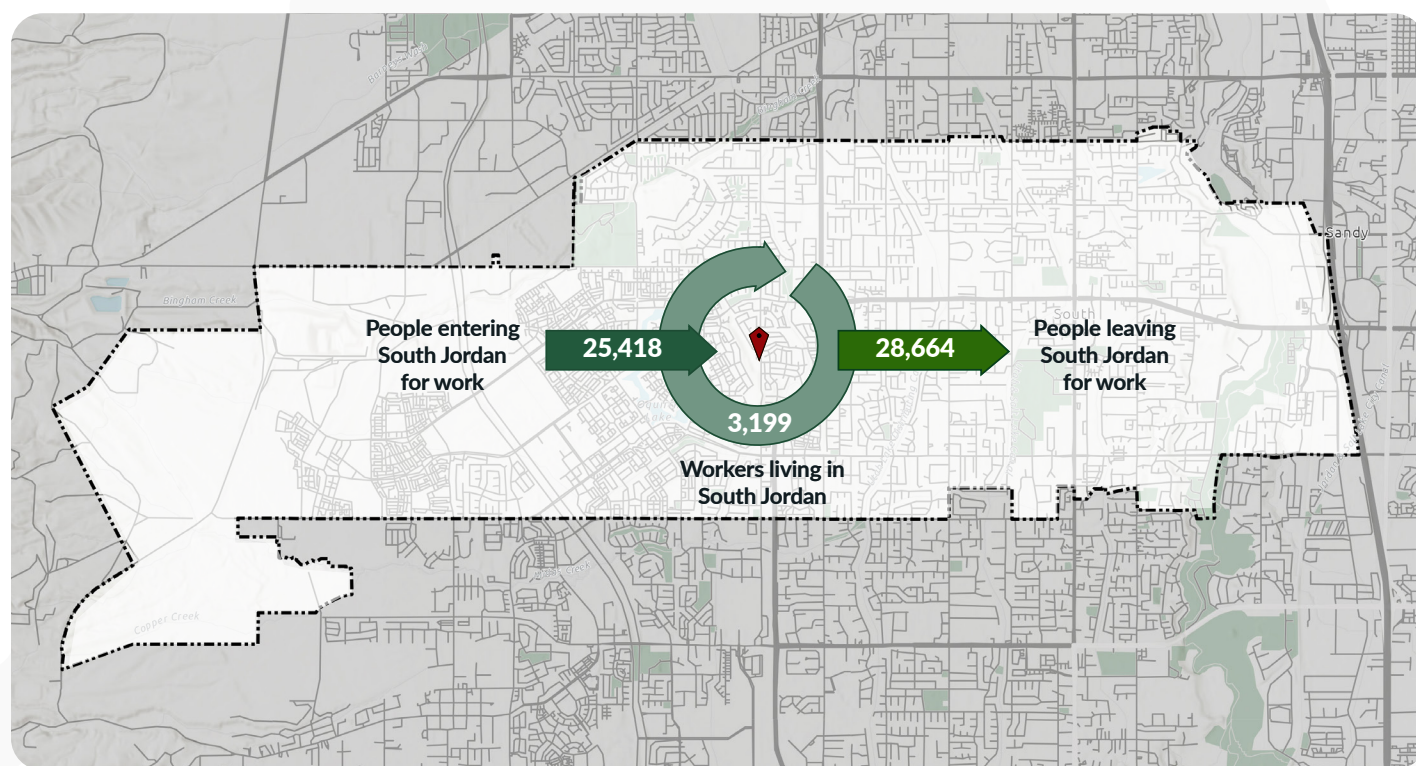 Bingham Creek
Sandy
People entering
South Jordan
for work
25,418
28,664
South
People leaving
South Jordan
for work
3,199
Workers living in
South Jordan
Copper Creek